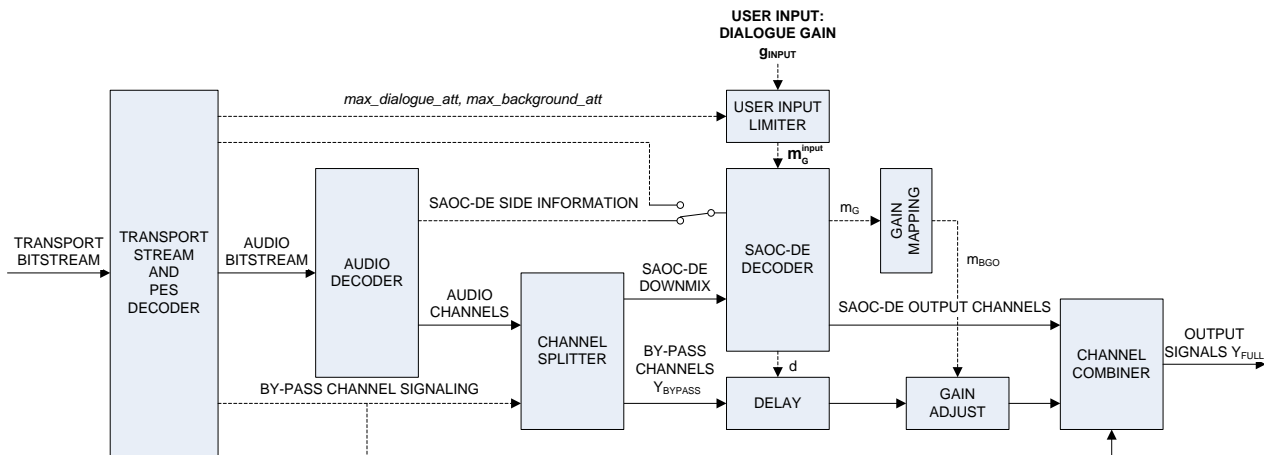 USER INPUT:
DIALOGUE GAIN
gINPUT
max_dialogue_att, max_background_att
USER INPUT
LIMITER
mG^input
TRANSPORT
BITSTREAM
TRANSPORT
STREAM
AND
PES
DECODER
AUDIO
BITSTREAM
AUDIO
DECODER
SAOC-DE SIDE INFORMATION
SAOC-DE
DECODER
mG
GAIN
MAPPING
mBGO
AUDIO
CHANNELS
SAOC-DE
DOWNMIX
SAOC-DE OUTPUT CHANNELS
CHANNEL
SPLITTER
BY-PASS
CHANNELS
YBYPASS
d
DELAY
GAIN
ADJUST
CHANNEL
COMBINER
OUTPUT
SIGNALS YFULL
BY-PASS CHANNEL SIGNALING